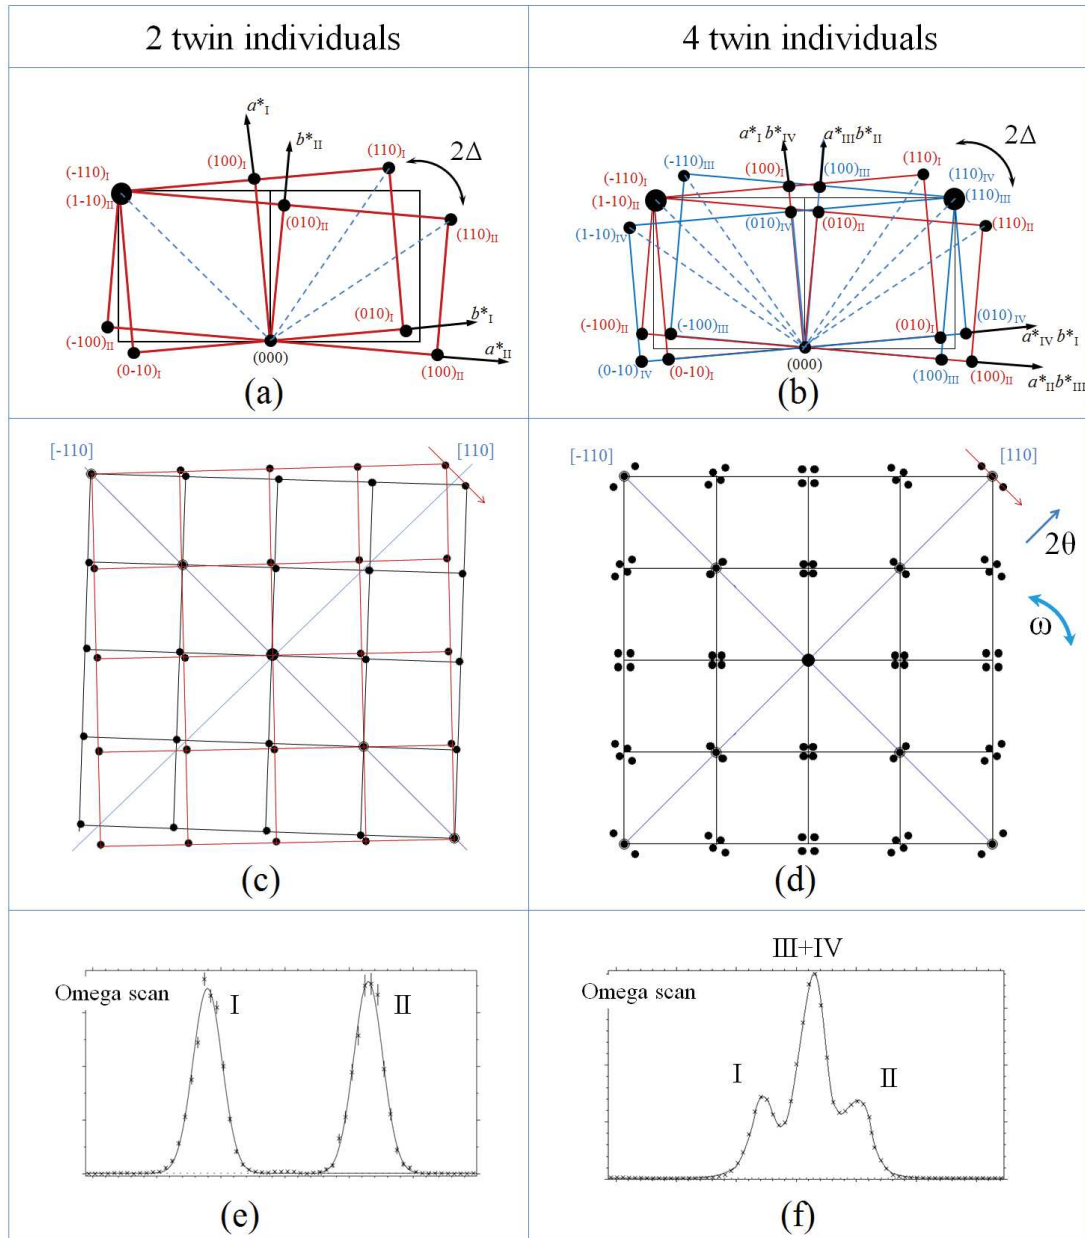 2 twin individuals
4 twin individuals
a*I
b*II
(100)I
(110)I
2Δ
(-110)I
(1-10)II
(010)II
(110)II
(-100)II
(0-10)I
(000)
(010)I
b*I
a*II
(100)II
(a)
a*I b*IV
a*III b*II
(-110)III
(100)I
(100)III
(110)I
2Δ
(-110)I
(1-10)II
(110)IV
(110)III
(1-10)IV
(010)IV
(010)II
(110)II
(-100)II
(-100)III
(010)I
(010)IV
a*IV b*I
(0-10)IV
(0-10)I
(000)
(100)III
(100)II
a*II b*III
(b)
[-110]
[110]
(c)
[-110]
[110]
2θ
ω
(d)
Omega scan
I
II
(e)
III+IV
Omega scan
I
II
(f)